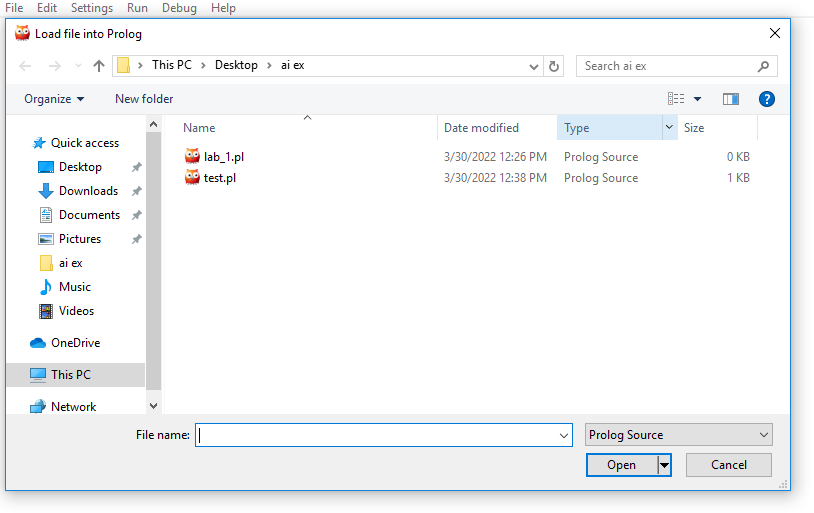 File Edit Settings Run Debug Help
Load file into Prolog
This PC Desktop ai ex
Search ai ex
Organize New folder
Name Date modified Type Size
Quick access
Desktop
Downloads
Documents
Pictures
ai ex
Music
Videos
OneDrive
This PC
Network
lab_1.pl 3/30/2022 12:26 PM Prolog Source 0 KB
test.pl 3/30/2022 12:38 PM Prolog Source 1 KB
File name:
Prolog Source
Open Cancel